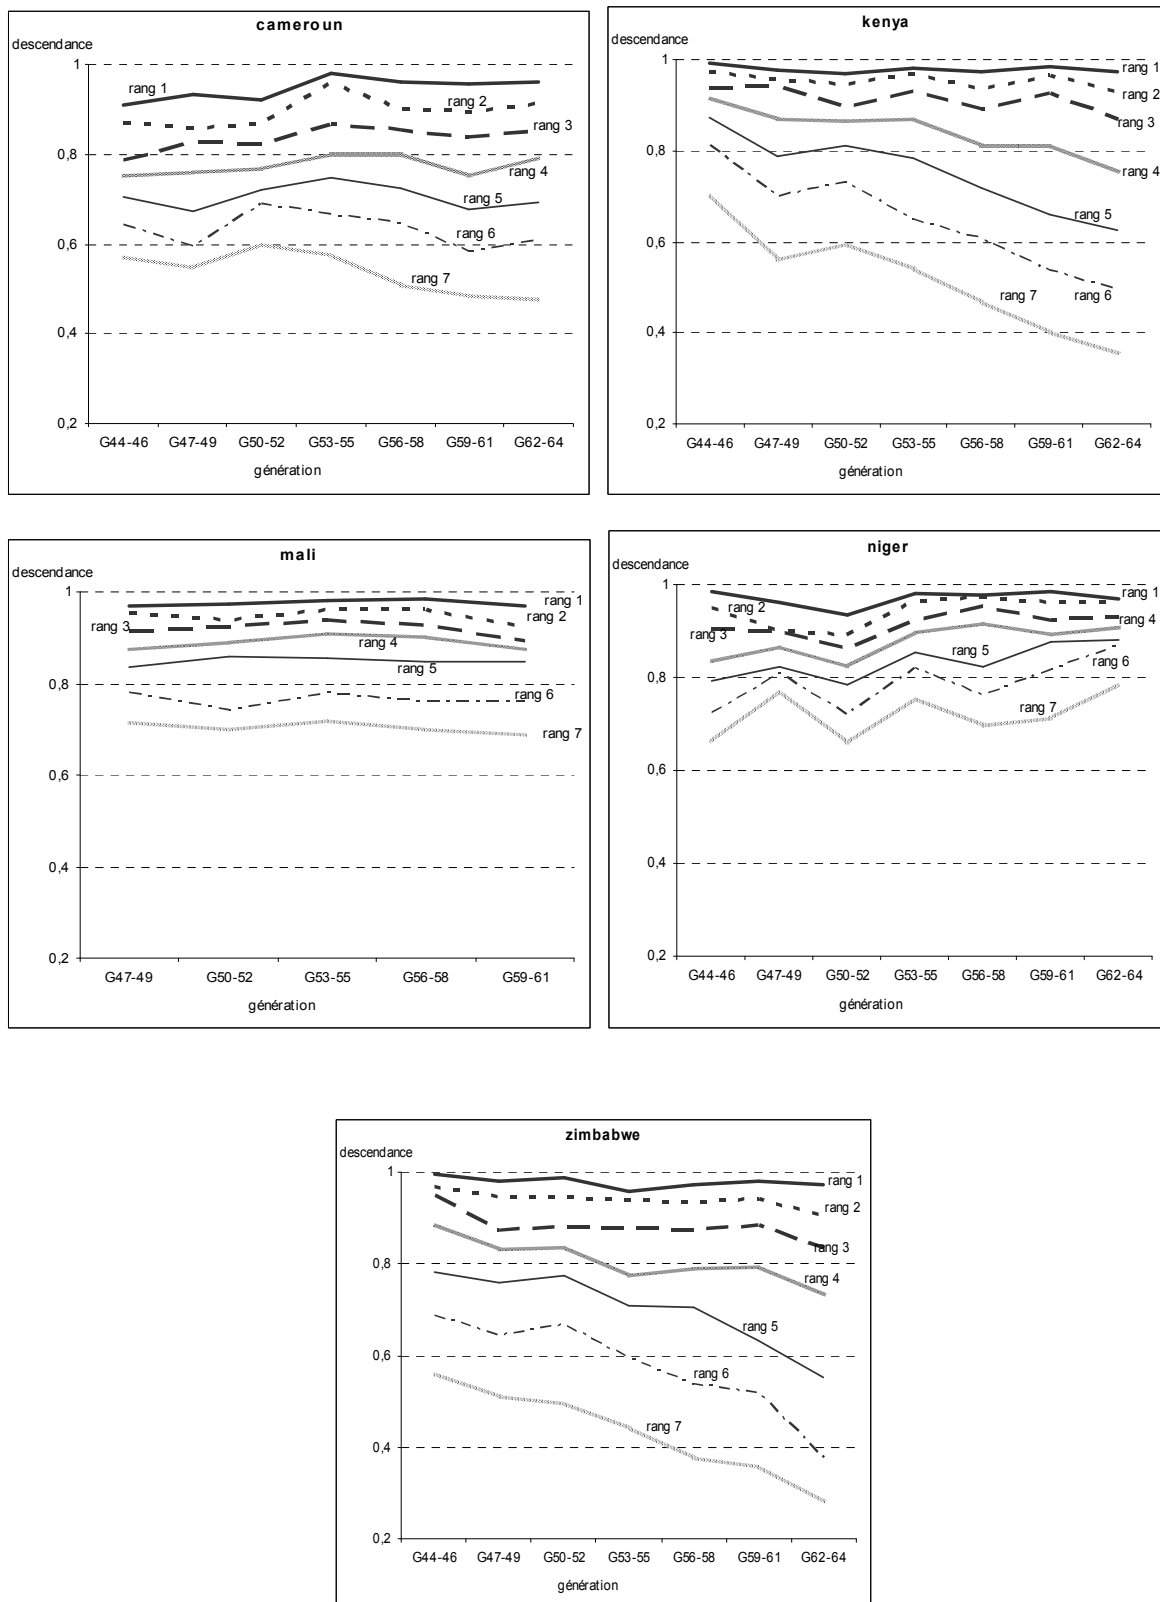 cameroun
descendance
1
rang 1
rang 2
rang 3
0,8
rang 4
rang 5
rang 6
0,6
rang 7
0,4
0,2
G44-46 G47-49 G50-52 G53-55 G56-58 G59-61 G62-64
génération
kenya
descendance
1
rang 1
rang 2
rang 3
0,8
rang 4
rang 5
0,6
rang 6
rang 7
0,4
0,2
G44-46 G47-49 G50-52 G53-55 G56-58 G59-61 G62-64
génération
mali
descendance
1
rang 1
rang 2
rang 3
rang 4
rang 5
0,8
rang 6
rang 7
0,6
0,4
0,2
G47-49 G50-52 G53-55 G56-58 G59-61
génération
niger
descendance
1
rang 1
rang 2
rang 4
rang 3
rang 5
rang 6
0,8
rang 7
0,6
0,4
0,2
G44-46 G47-49 G50-52 G53-55 G56-58 G59-61 G62-64
génération
zimbabwe
descendance
1
rang 1
rang 2
rang 3
0,8
rang 4
rang 5
0,6
rang 6
rang 7
0,4
0,2
G44-46 G47-49 G50-52 G53-55 G56-58 G59-61 G62-64
génération